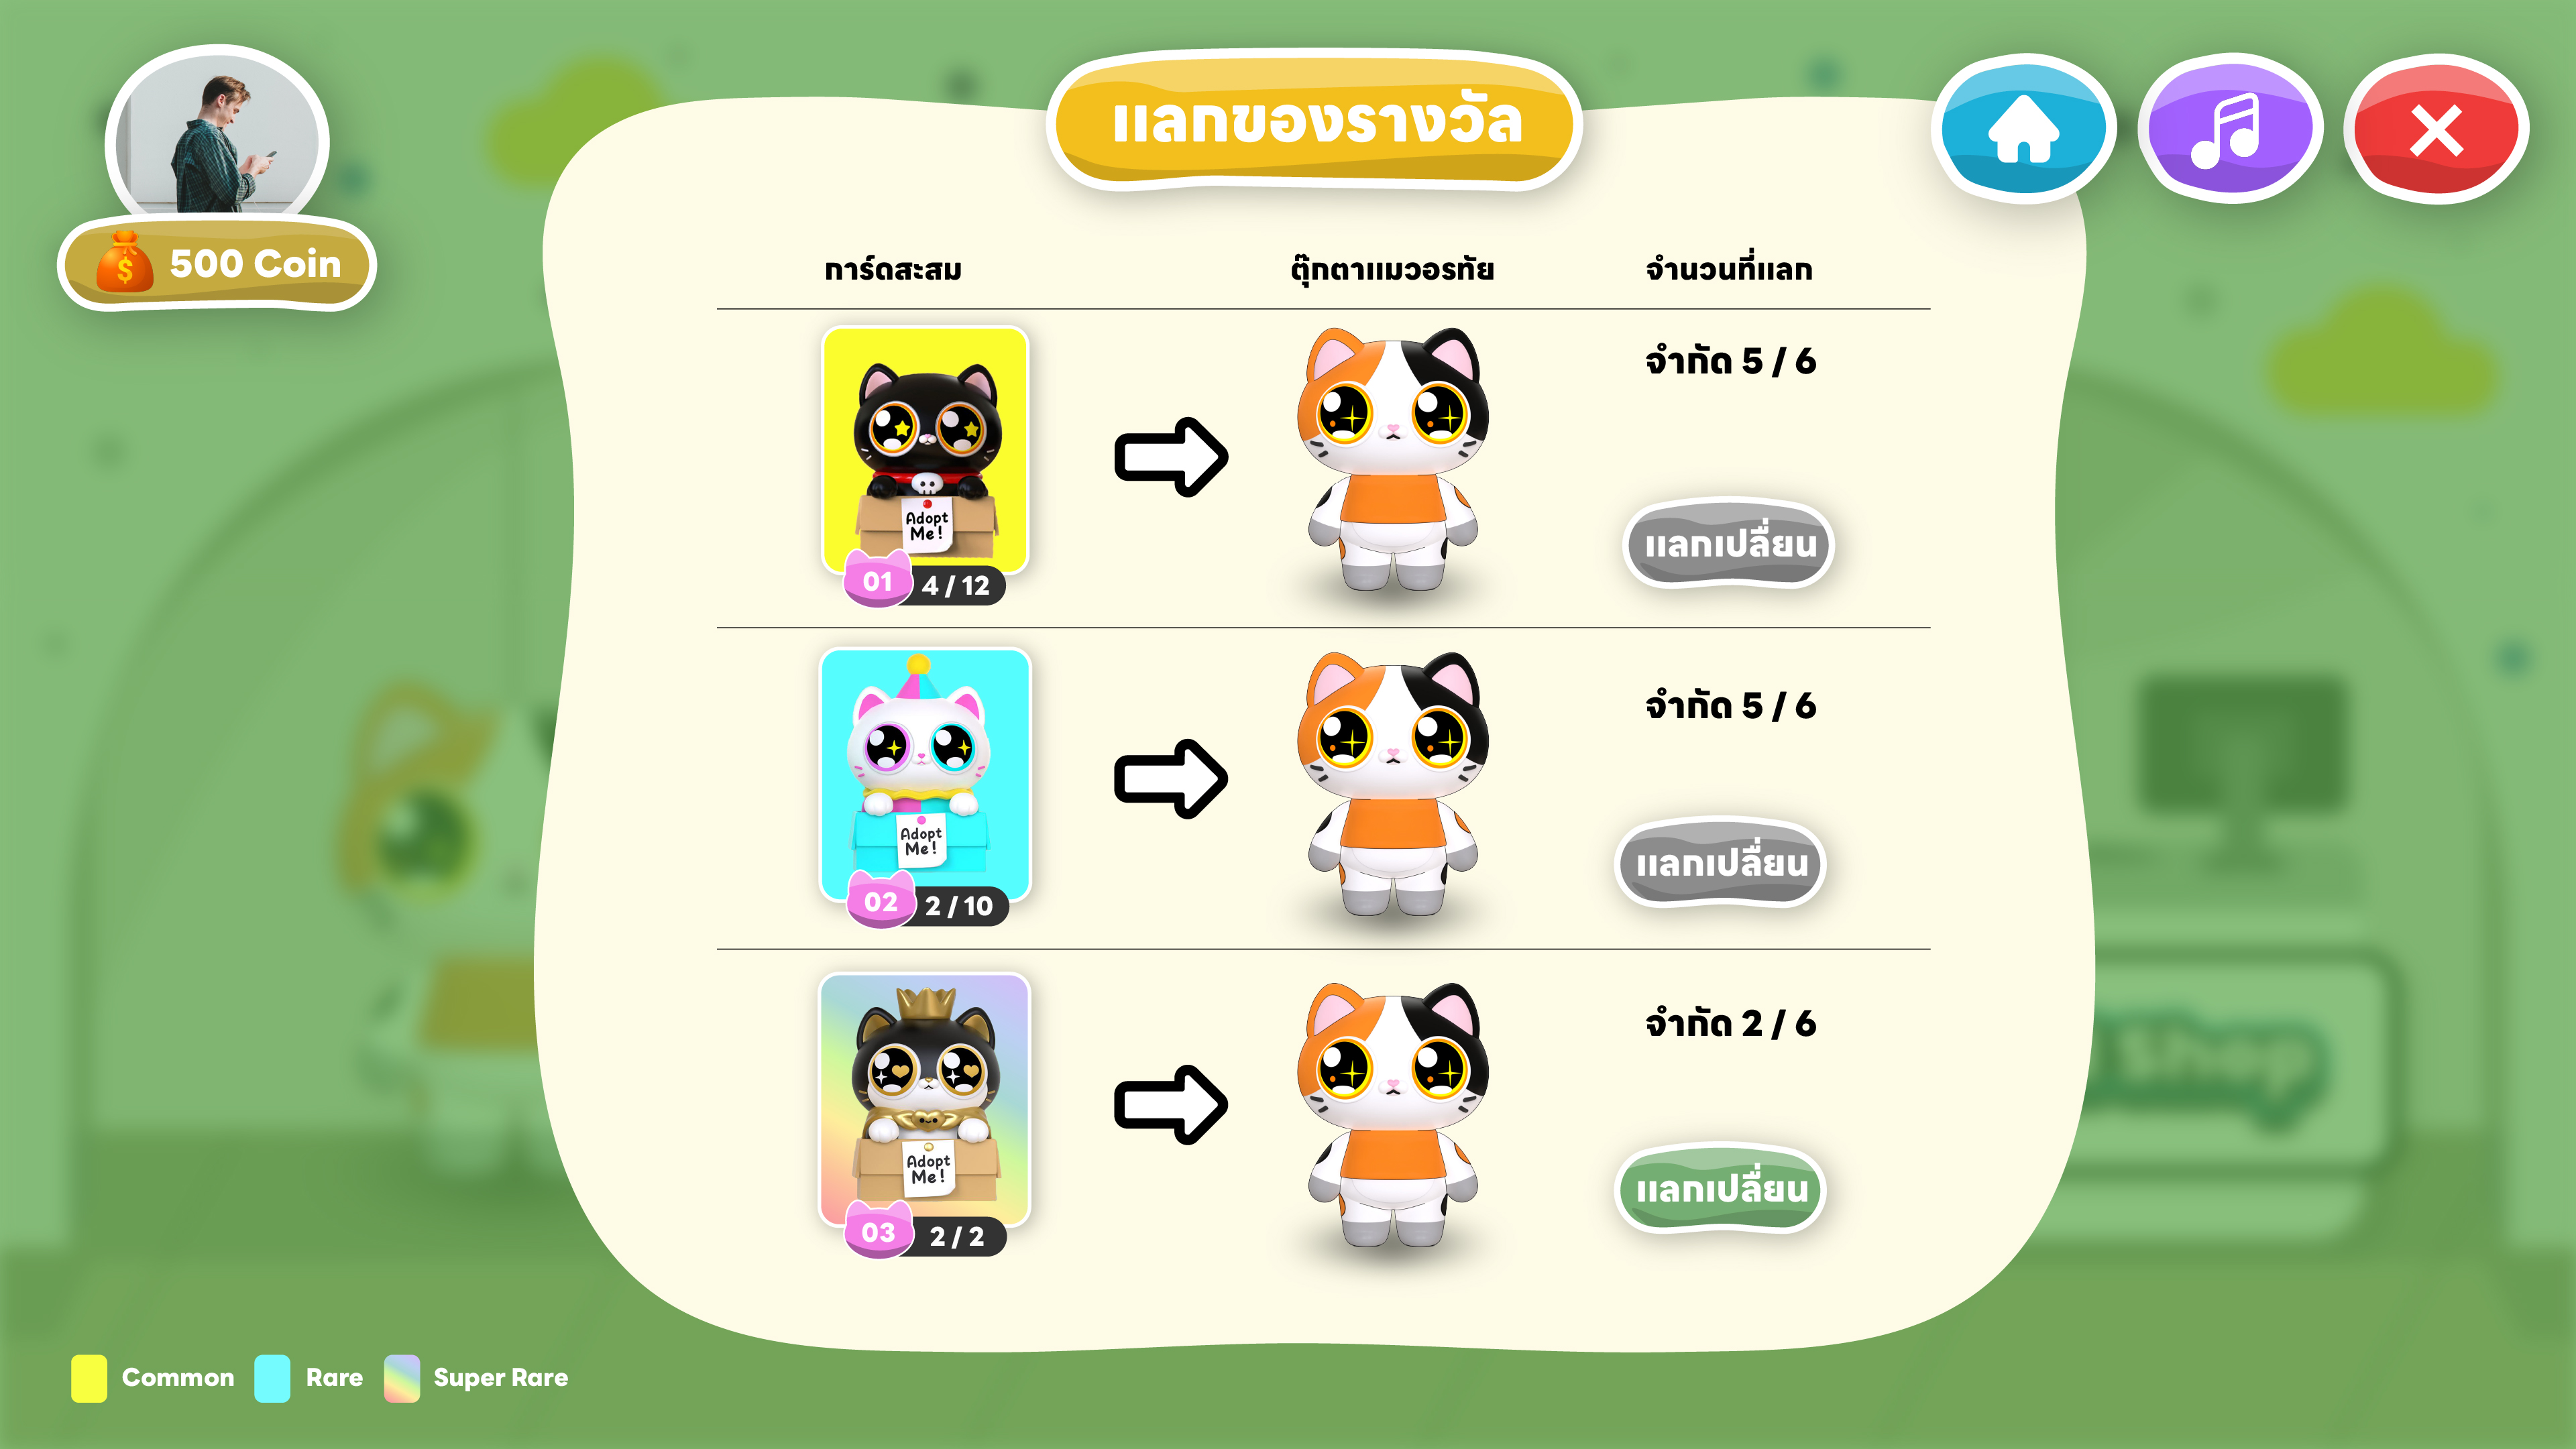 แลกของรางวัล
500 Coin
การ์ดสะสม
ตุ๊กตาแมวอรทัย
จำนวนที่แลก
Adopt
Me!
01
4 / 12
จำกัด 5 / 6
แลกเปลี่ยน
Adopt
Me!
02
2 / 10
จำกัด 5 / 6
แลกเปลี่ยน
Adopt
Me!
03
2 / 2
จำกัด 2 / 6
แลกเปลี่ยน
Shop
Common
Rare
Super Rare